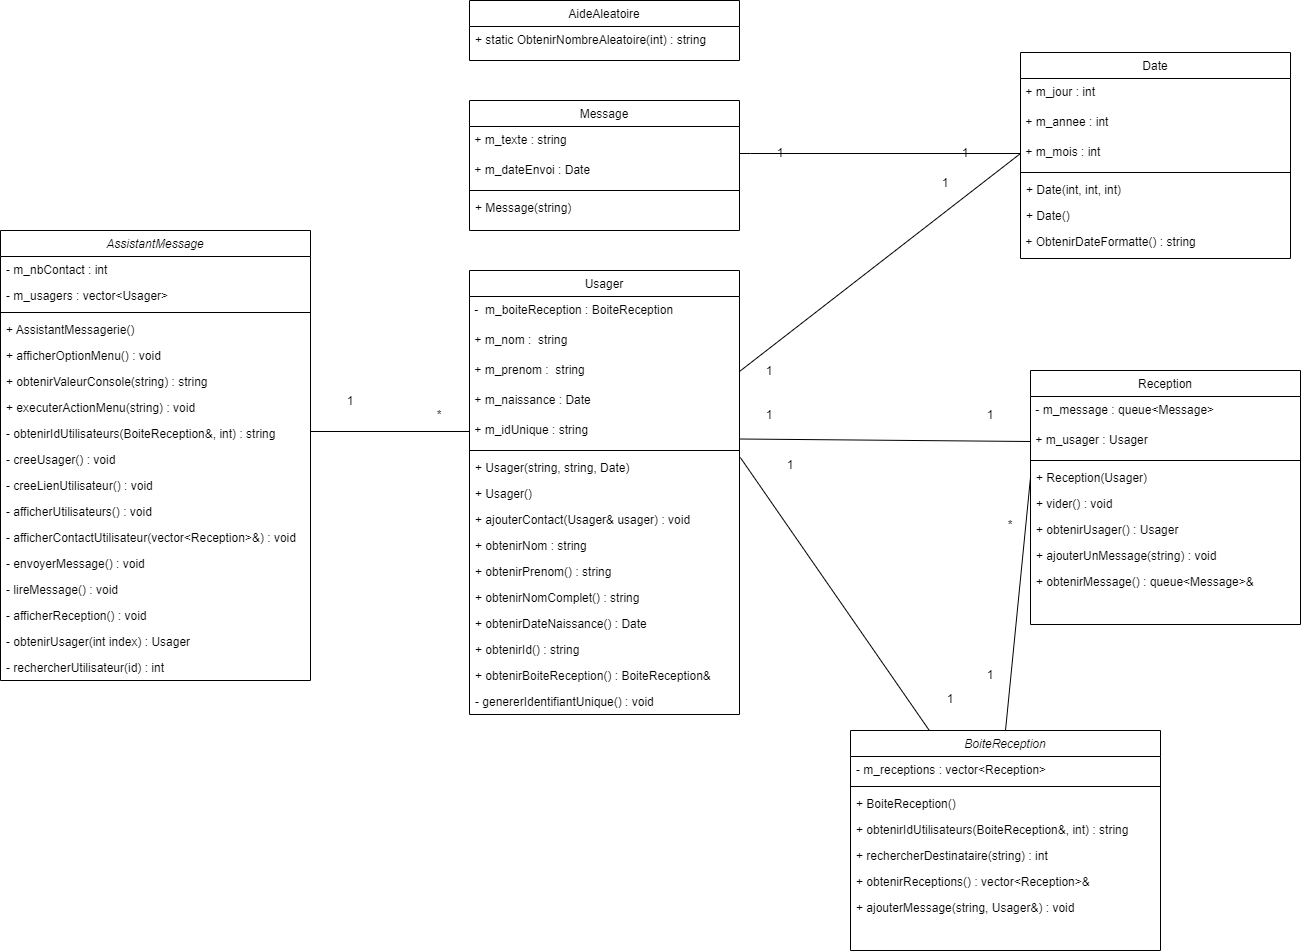 AideAleatoire
+ static ObtenirNombreAleatoire(int) : string
Message
+ m_texte : string
+ m_dateEnvoi : Date
+ Message(string)
Date
+ m_jour : int
+ m_annee : int
+ m_mois : int
+ Date(int, int, int)
+ Date()
+ ObtenirDateFormatte() : string
1
1
1
AssistantMessage
- m_nbContact : int
- m_usagers : vector<Usager>
+ AssistantMessagerie()
+ afficherOptionMenu() : void
+ obtenirValeurConsole(string) : string
+ executerActionMenu(string) : void
- obtenirIdUtilisateurs(BoiteReception&, int) : string
- creeUsager() : void
- creeLienUtilisateur() : void
- afficherUtilisateurs() : void
- afficherContactUtilisateur(vector<Reception>&) : void
- envoyerMessage() : void
- lireMessage() : void
- afficherReception() : void
- obtenirUsager(int index) : Usager
- rechercherUtilisateur(id) : int
1
*
Usager
- m_boiteReception : BoiteReception
+ m_nom : string
+ m_prenom : string
+ m_naissance : Date
+ m_idUnique : string
+ Usager(string, string, Date)
+ Usager()
+ ajouterContact(Usager& usager) : void
+ obtenirNom : string
+ obtenirPrenom() : string
+ obtenirNomComplet() : string
+ obtenirDateNaissance() : Date
+ obtenirId() : string
+ obtenirBoiteReception() : BoiteReception&
- genererIdentifiantUnique() : void
1
1
1
1
Reception
- m_message : queue<Message>
+ m_usager : Usager
+ Reception(Usager)
+ vider() : void
+ obtenirUsager() : Usager
+ ajouterUnMessage(string) : void
+ obtenirMessage() : queue<Message>&
*
1
1
BoiteReception
- m_receptions : vector<Reception>
+ BoiteReception()
+ obtenirIdUtilisateurs(BoiteReception&, int) : string
+ rechercherDestinataire(string) : int
+ obtenirReceptions() : vector<Reception>&
+ ajouterMessage(string, Usager&) : void